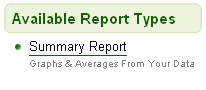 Available Report Types
Summary Report
Graphs & Averages From Your Data